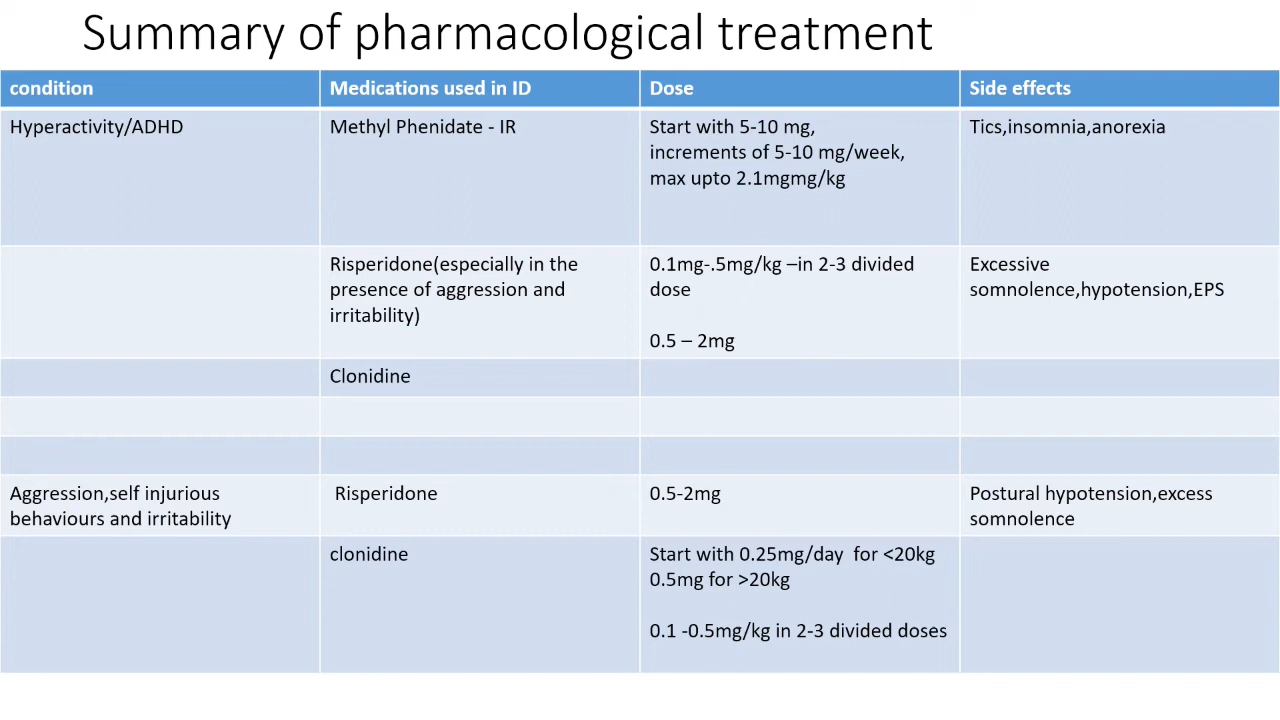 Summary of pharmacological treatment
condition
Medications used in ID
Dose
Side effects
Hyperactivity/ADHD
Methyl Phenidate - IR
Start with 5-10 mg,
increments of 5-10 mg/week,
max upto 2.1mgmg/kg
Tics,insomnia,anorexia
Risperidone(especially in the
presence of aggression and
irritability)
0.1mg-.5mg/kg –in 2-3 divided
dose
0.5 – 2mg
Excessive
somnolence,hypotension,EPS
Clonidine
Aggression,self injurious
behaviours and irritability
Risperidone
0.5-2mg
Postural hypotension,excess
somnolence
clonidine
Start with 0.25mg/day for <20kg
0.5mg for >20kg
0.1 -0.5mg/kg in 2-3 divided doses